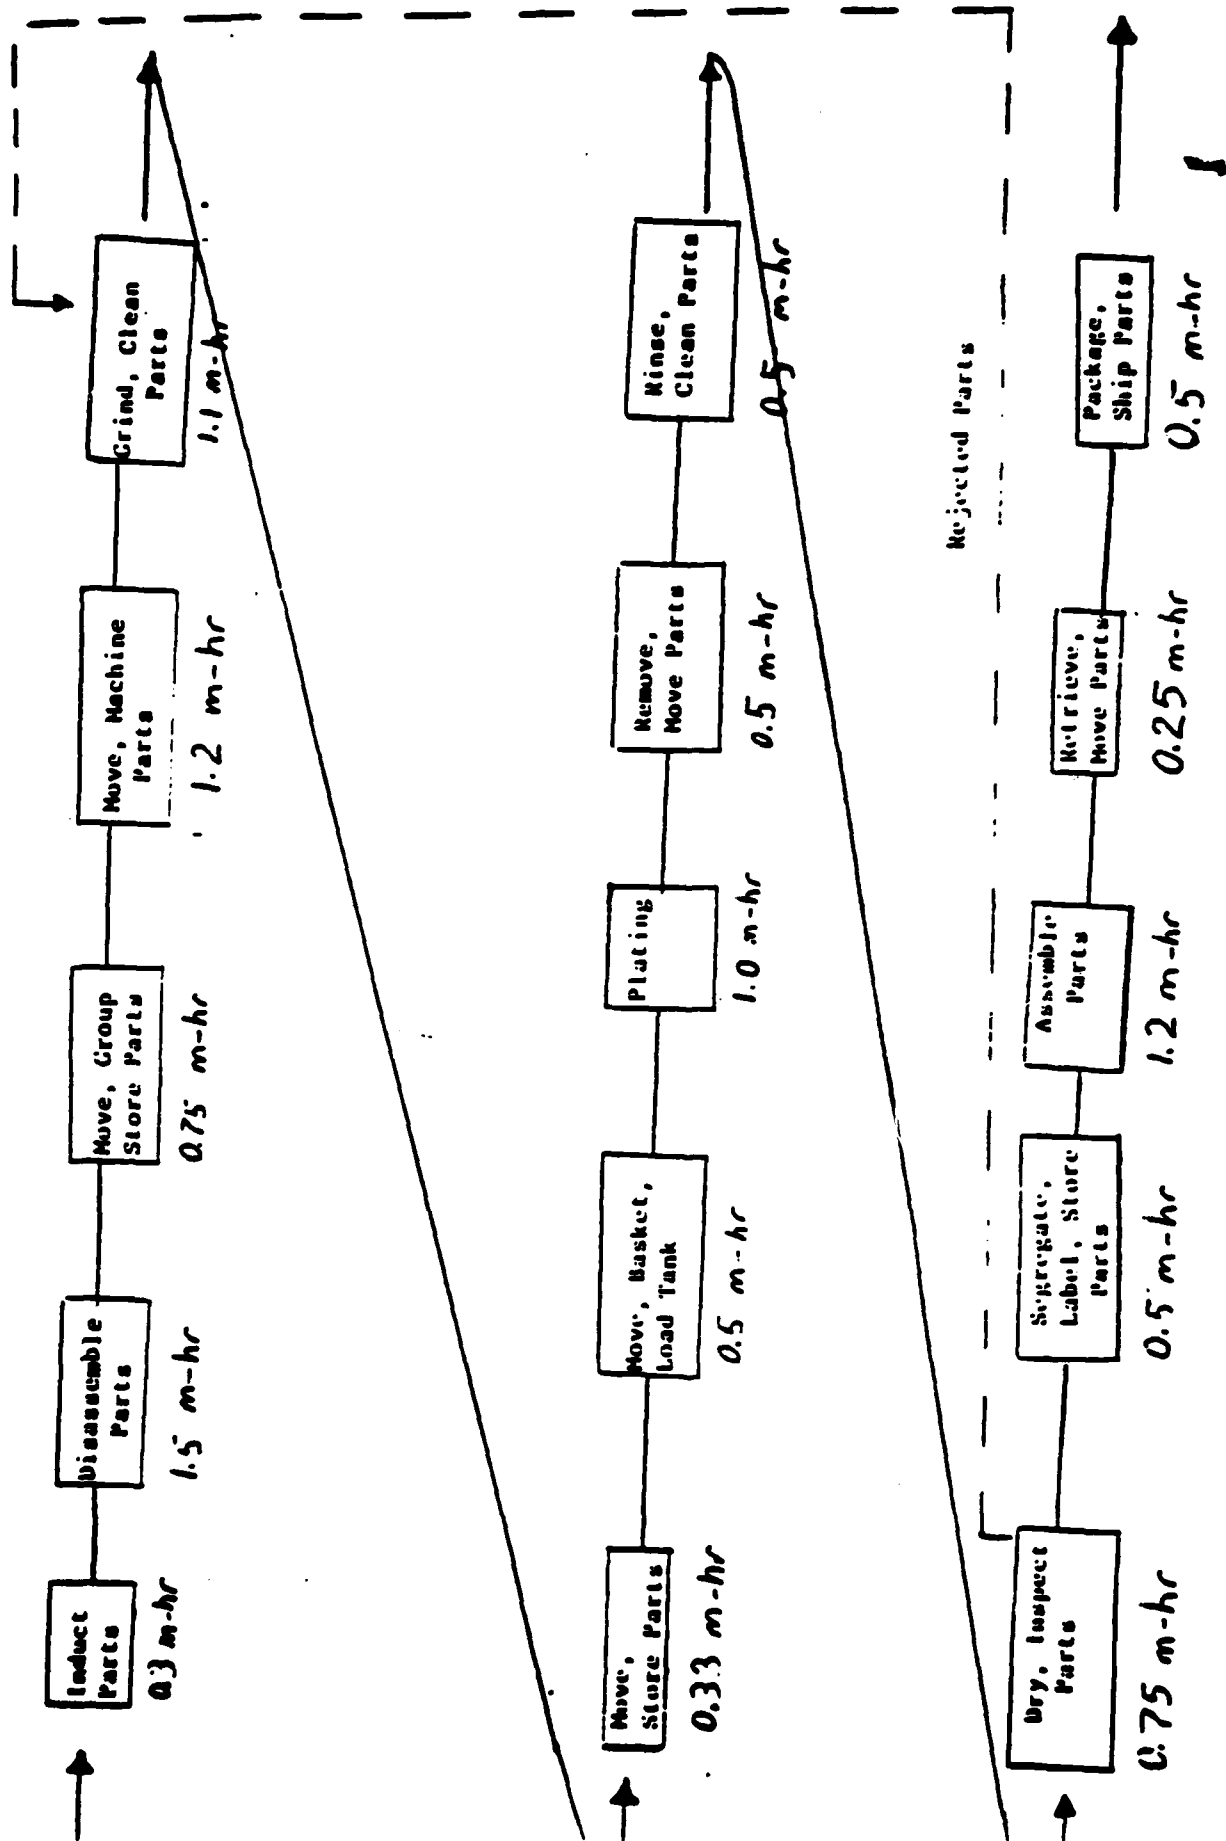 Induct
Parts
0.3 m-hr
Disassemble
Parts
1.5 m-hr
Move, Group
Store Parts
0.75 m-hr
Move, Machine
Parts
1.2 m-hr
Grind, Clean
Parts
1.1 m-hr
Move,
Store Parts
0.33 m-hr
Move, Basket,
Load Tank
0.5 m-hr
Plating
1.0 m-hr
Remove,
Move Parts
0.5 m-hr
Rinse,
Clean Parts
0.5 m-hr
Rejected Parts
Dry, Inspect
Parts
0.75 m-hr
Segregate,
Label, Store
Parts
0.5 m-hr
Assemble
Parts
1.2 m-hr
Retrieve,
Move Parts
0.25 m-hr
Package,
Ship Parts
0.5 m-hr